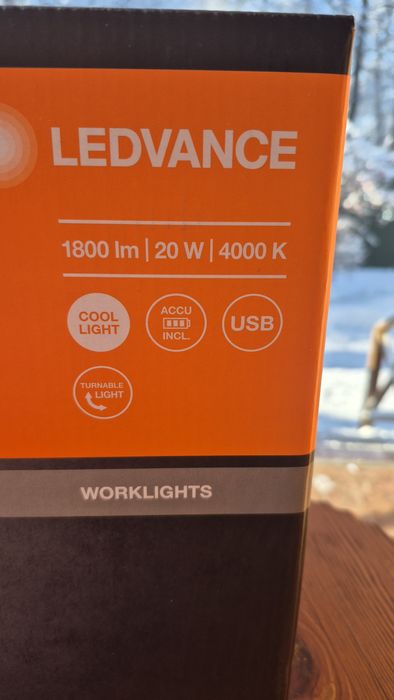 LEDVANCE
1800 lm | 20 W | 4000 K
COOL
LIGHT
ACCU
INCL.
USB
TURNABLE
LIGHT
WORKLIGHTS